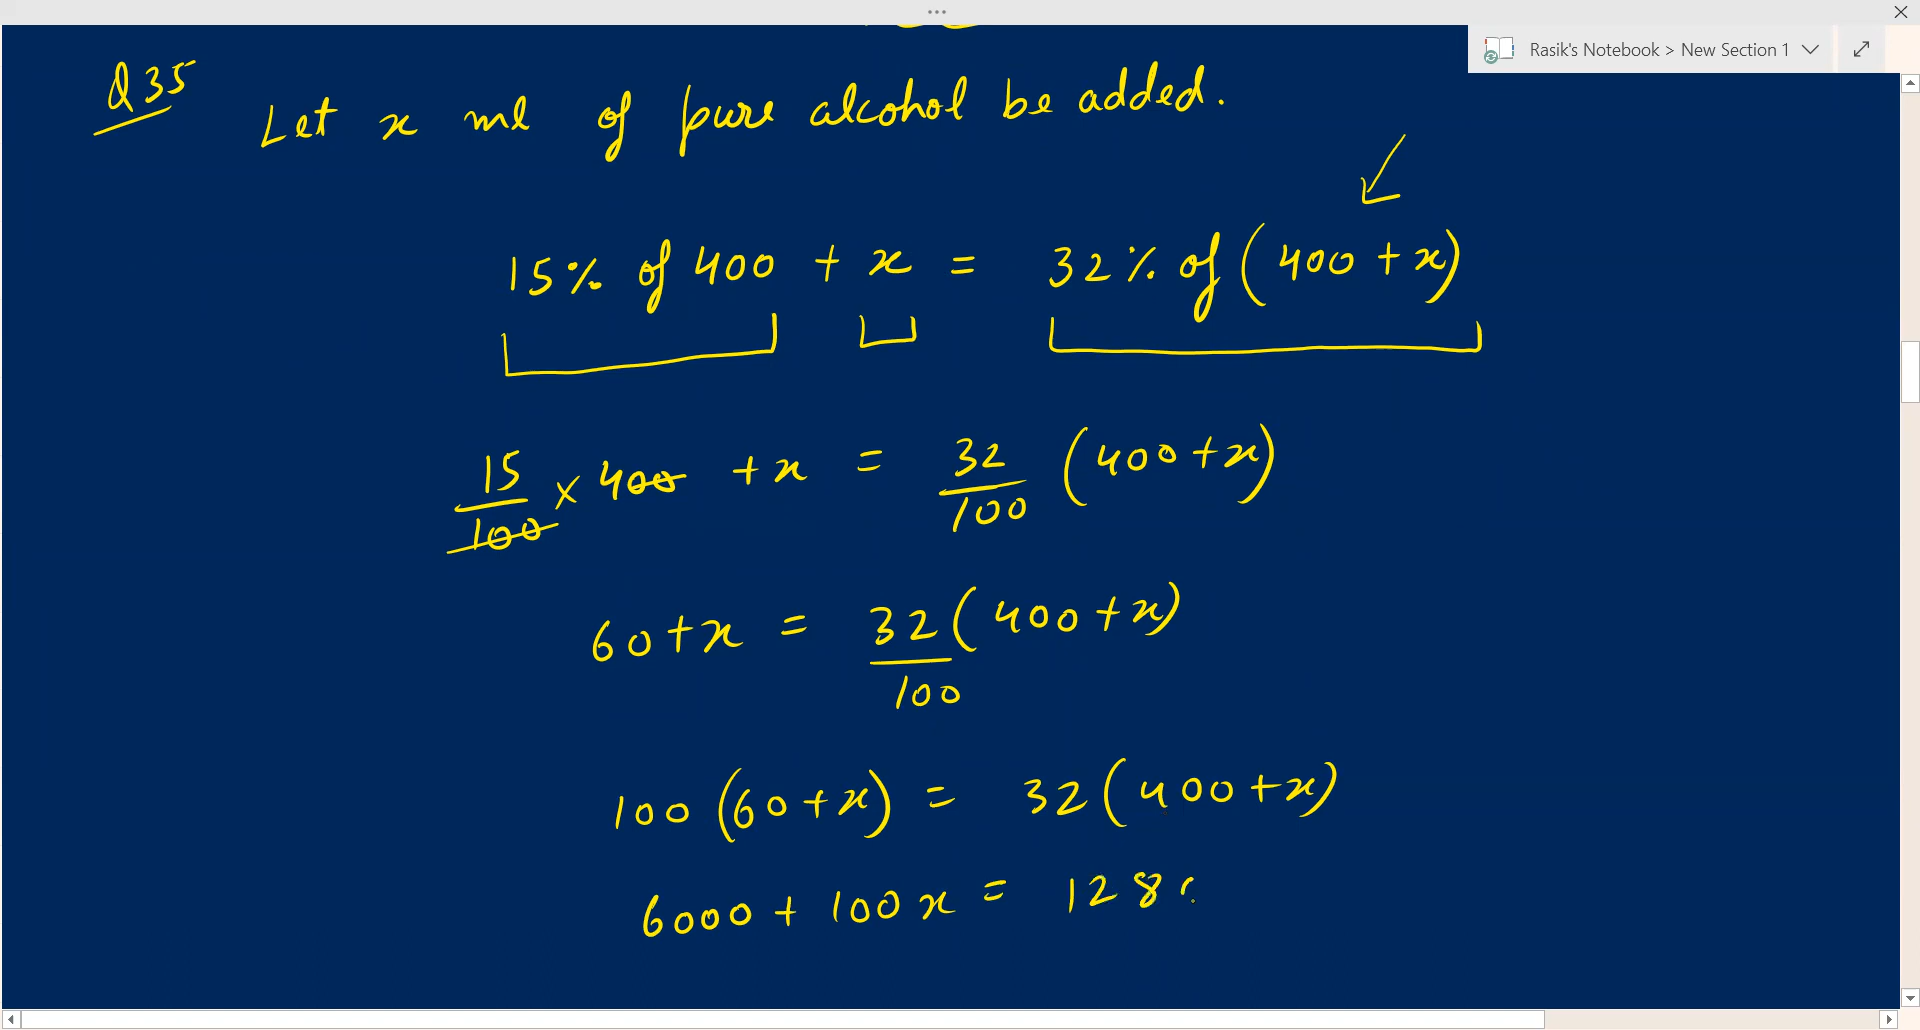 Rasik's Notebook > New Section 1
Q35
Let x ml of pure alcohol be added.
15% of 400 + x = 32% of (400 + x)
15/100 × 400 + x = 32/100 (400 + x)
60 + x = 32/100 (400 + x)
100 (60 + x) = 32 (400 + x)
6000 + 100x = 128